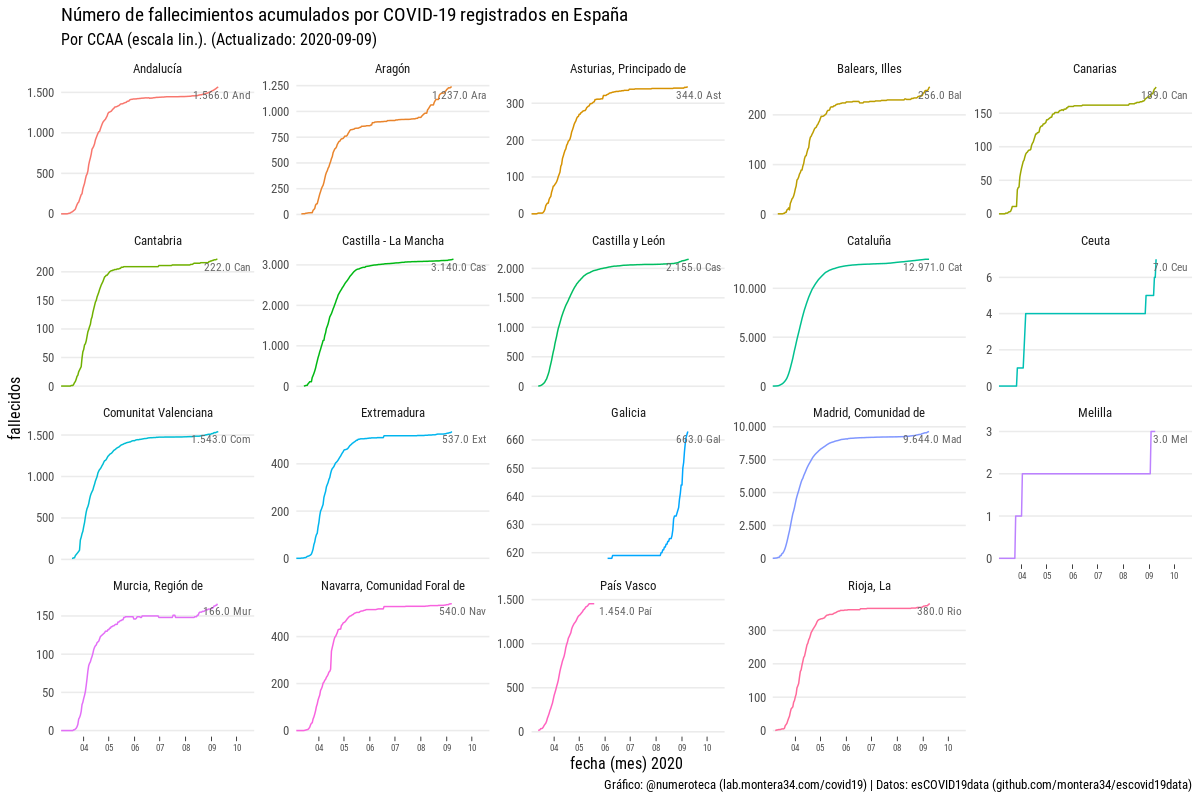 Número de fallecimientos acumulados por COVID-19 registrados en España
Por CCAA (escala lin.). (Actualizado: 2020-09-09)
fallecidos
Andalucía
1.500
1.000
500
0
1.566.0 And
Aragón
1.250
1.000
750
500
250
0
1.237.0 Ara
Asturias, Principado de
300
200
100
0
344.0 Ast
Balears, Illes
200
100
0
256.0 Bal
Canarias
150
100
50
0
189.0 Can
Cantabria
200
150
100
50
0
222.0 Can
Castilla - La Mancha
3.000
2.000
1.000
0
3.140.0 Cas
Castilla y León
2.000
1.500
1.000
500
0
2.155.0 Cas
Cataluña
10.000
5.000
0
12.971.0 Cat
Ceuta
6
4
2
0
7.0 Ceu
Comunitat Valenciana
1.500
1.000
500
0
1.543.0 Com
Extremadura
400
200
0
537.0 Ext
Galicia
660
650
640
630
620
663.0 Gal
Madrid, Comunidad de
10.000
7.500
5.000
2.500
0
9.644.0 Mad
Melilla
3
2
1
0
3.0 Mel
04 05 06 07 08 09 10
Murcia, Región de
150
100
50
0
166.0 Mur
04 05 06 07 08 09 10
Navarra, Comunidad Foral de
400
200
0
540.0 Nav
04 05 06 07 08 09 10
País Vasco
1.500
1.000
500
0
1.454.0 Paí
04 05 06 07 08 09 10
Rioja, La
300
200
100
0
380.0 Rio
04 05 06 07 08 09 10
fecha (mes) 2020
Gráfico: @numeroteca (lab.montera34.com/covid19) | Datos: esCOVID19data (github.com/montera34/escovid19data)